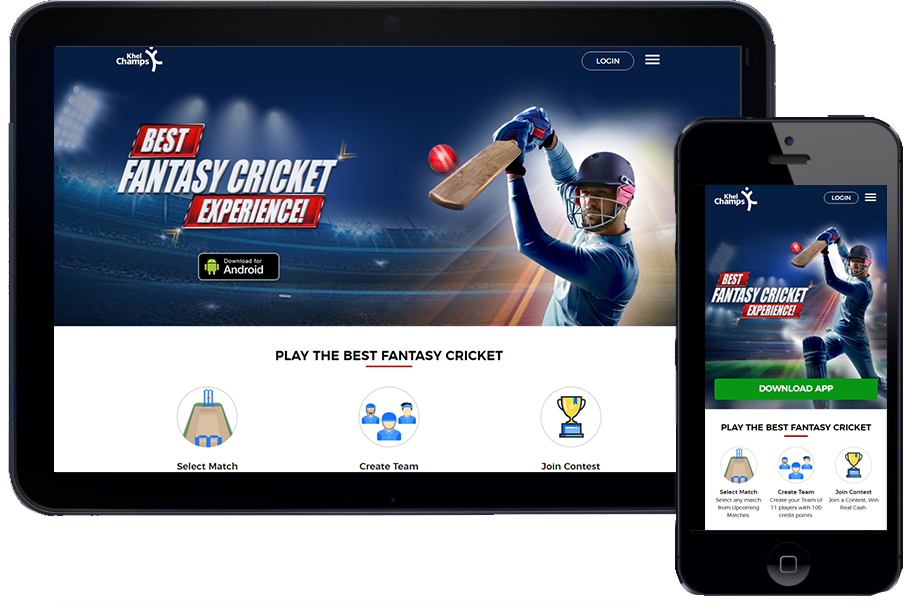 Khel
Champs
LOGIN
BEST
FANTASY CRICKET
EXPERIENCE!
Download for
Android
PLAY THE BEST FANTASY CRICKET
Select Match
Create Team
Join Contest
Khel
Champs
LOGIN
BEST
FANTASY CRICKET
EXPERIENCE!
DOWNLOAD APP
PLAY THE BEST FANTASY CRICKET
Select Match
Select any match
from Upcoming
Matches.
Create Team
Create your Team of
11 players with 100
credit points.
Join Contest
Join a Contest, Win
Real Cash.